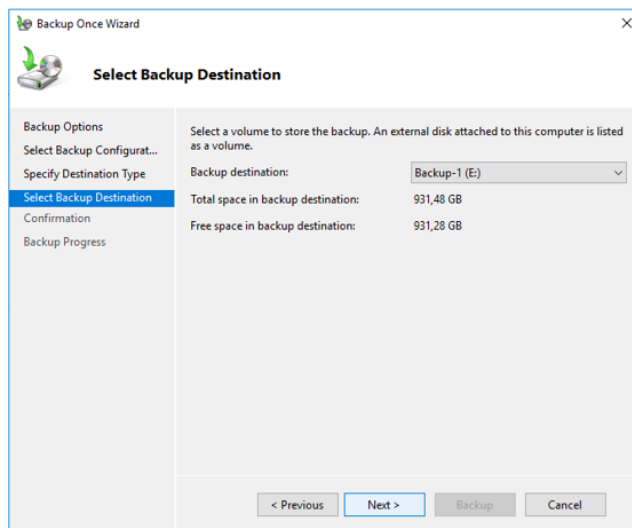 Backup Once Wizard
Select Backup Destination
Backup Options
Select Backup Configurat...
Specify Destination Type
Select Backup Destination
Confirmation
Backup Progress
Select a volume to store the backup. An external disk attached to this computer is listed
as a volume.
Backup destination: Backup-1 (E:)
Total space in backup destination: 931,48 GB
Free space in backup destination: 931,28 GB
< Previous Next > Backup Cancel